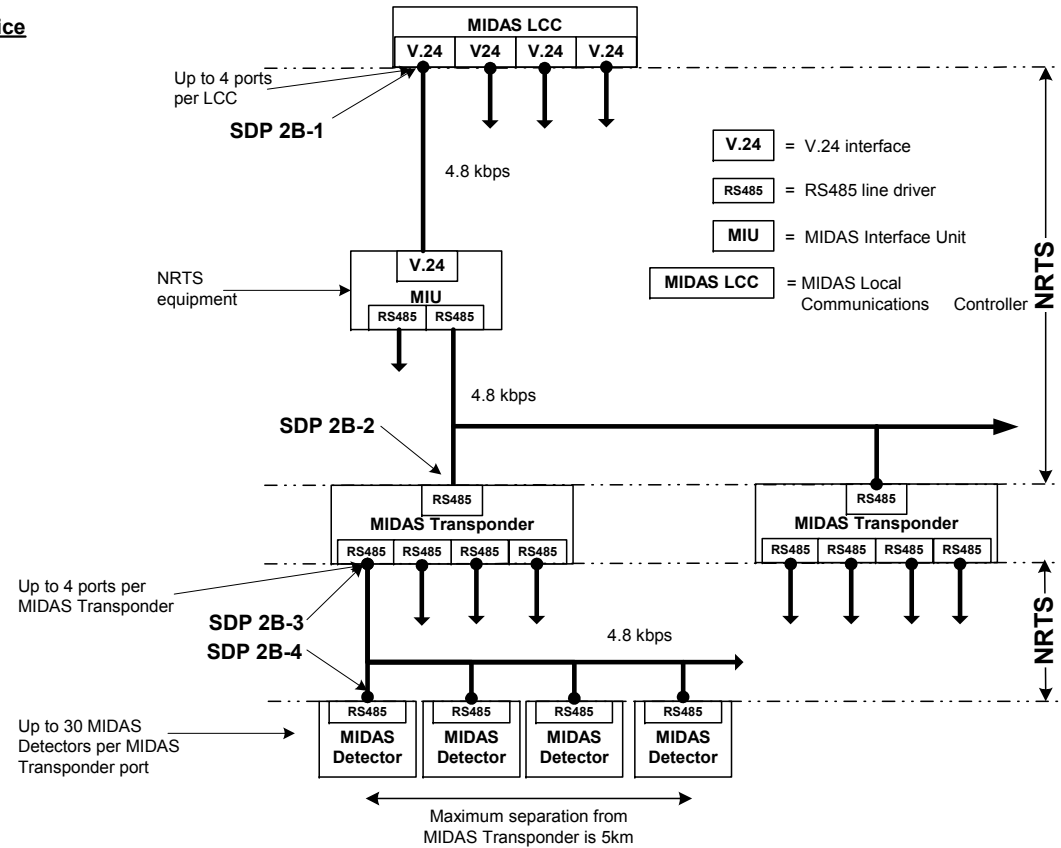 ice
MIDAS LCC
V.24 V24 V.24 V.24
Up to 4 ports
per LCC
SDP 2B-1
4.8 kbps
V.24 = V.24 interface
RS485 = RS485 line driver
MIU = MIDAS Interface Unit
MIDAS LCC = MIDAS Local
Communications Controller
NRTS
NRTS
equipment
V.24
MIU
RS485 RS485
4.8 kbps
SDP 2B-2
RS485
MIDAS Transponder
RS485 RS485 RS485 RS485
RS485
MIDAS Transponder
RS485 RS485 RS485 RS485
Up to 4 ports per
MIDAS Transponder
SDP 2B-3
SDP 2B-4
4.8 kbps
NRTS
Up to 30 MIDAS
Detectors per MIDAS
Transponder port
RS485
MIDAS
Detector
RS485
MIDAS
Detector
RS485
MIDAS
Detector
RS485
MIDAS
Detector
Maximum separation from
MIDAS Transponder is 5km